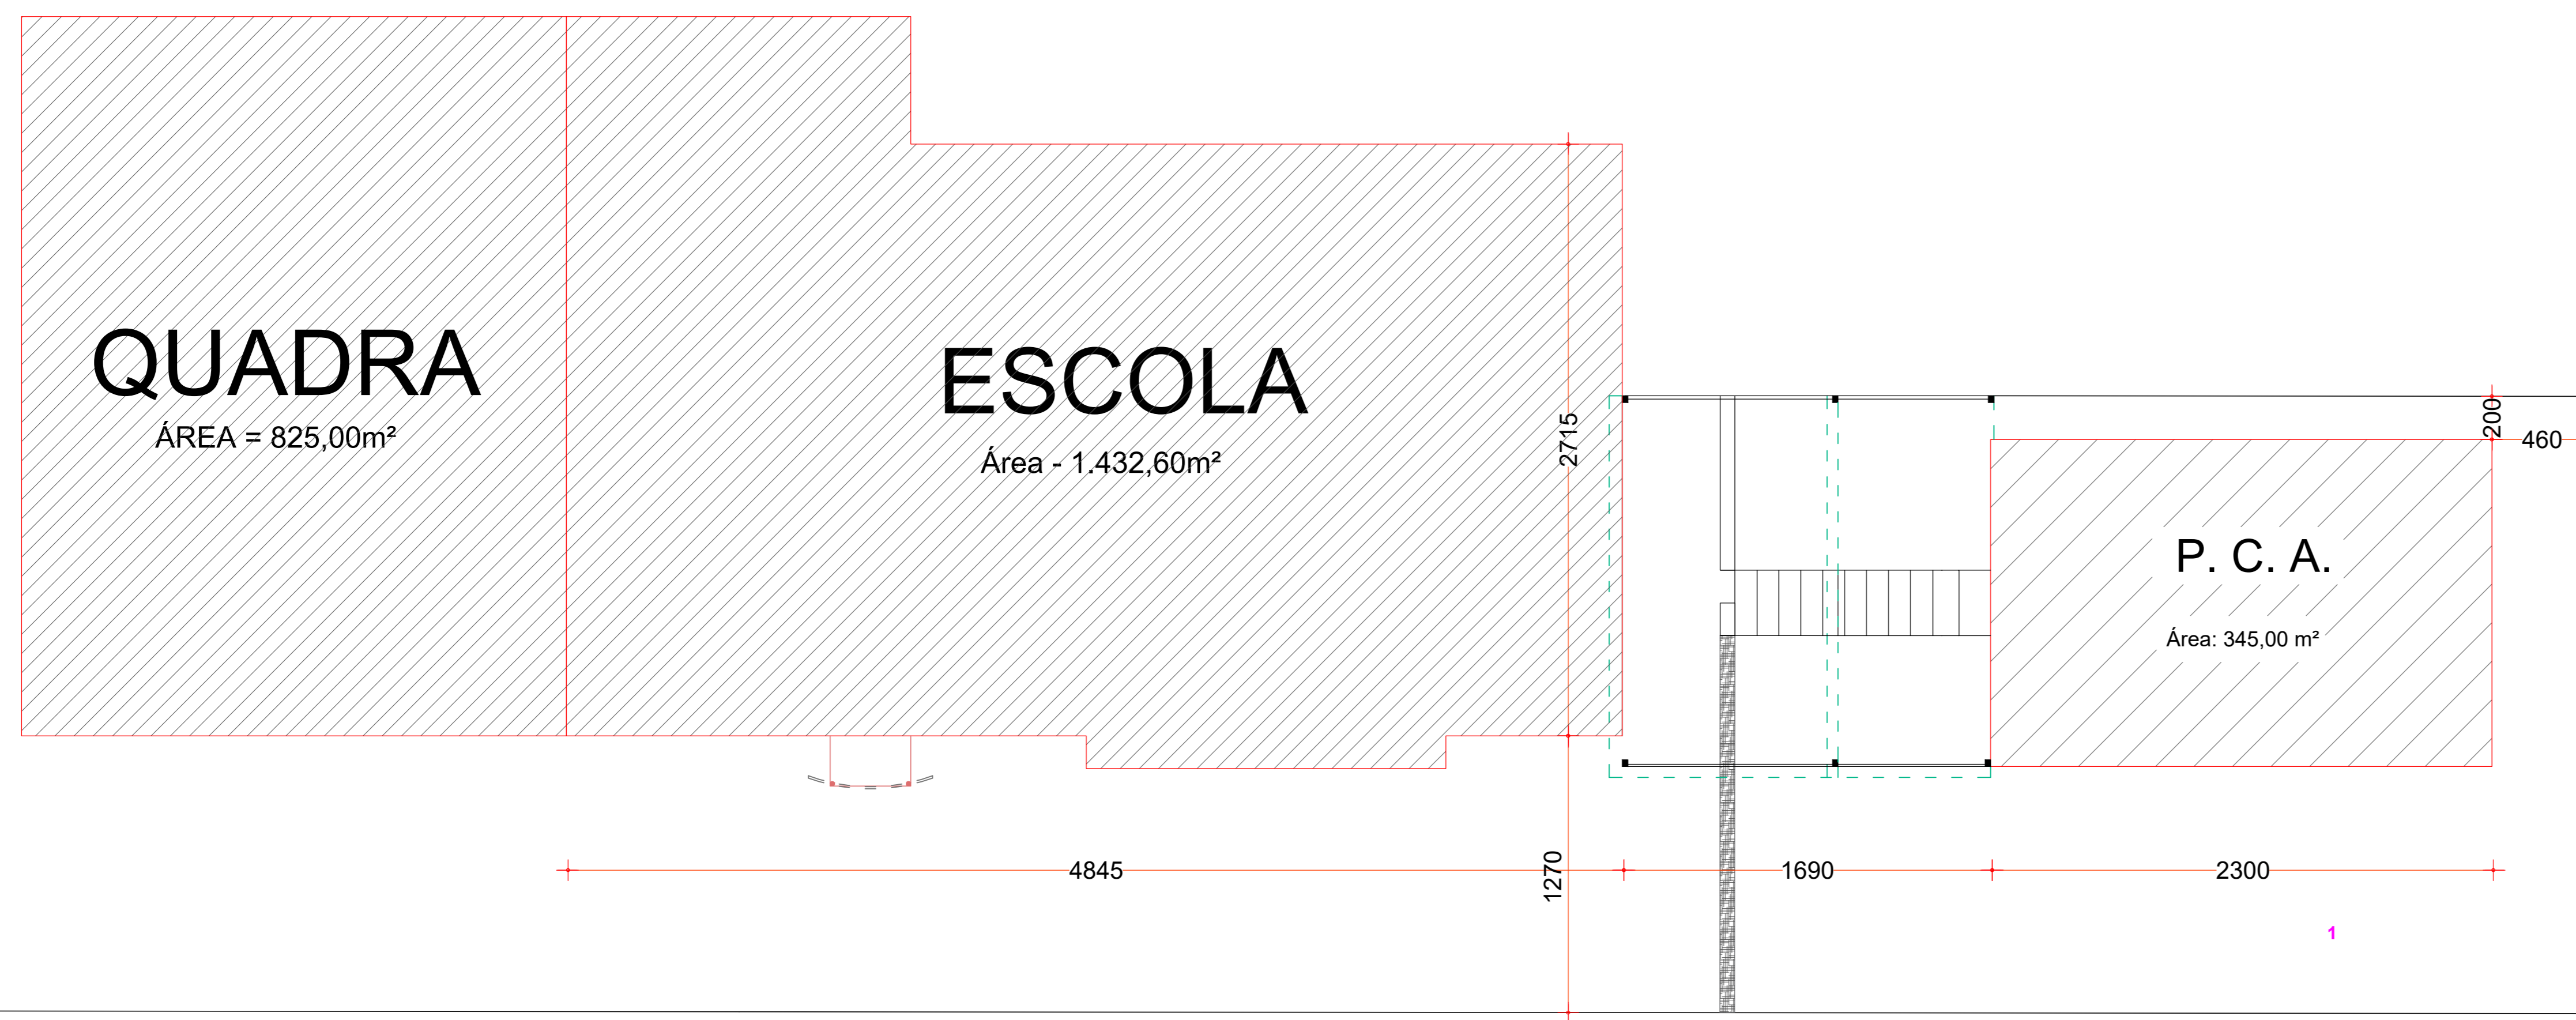 QUADRA
ÁREA = 825,00m²
ESCOLA
Área - 1.432,60m²
2715
200
460
P. C. A.
Área: 345,00 m²
4845
1270
1690
2300
1